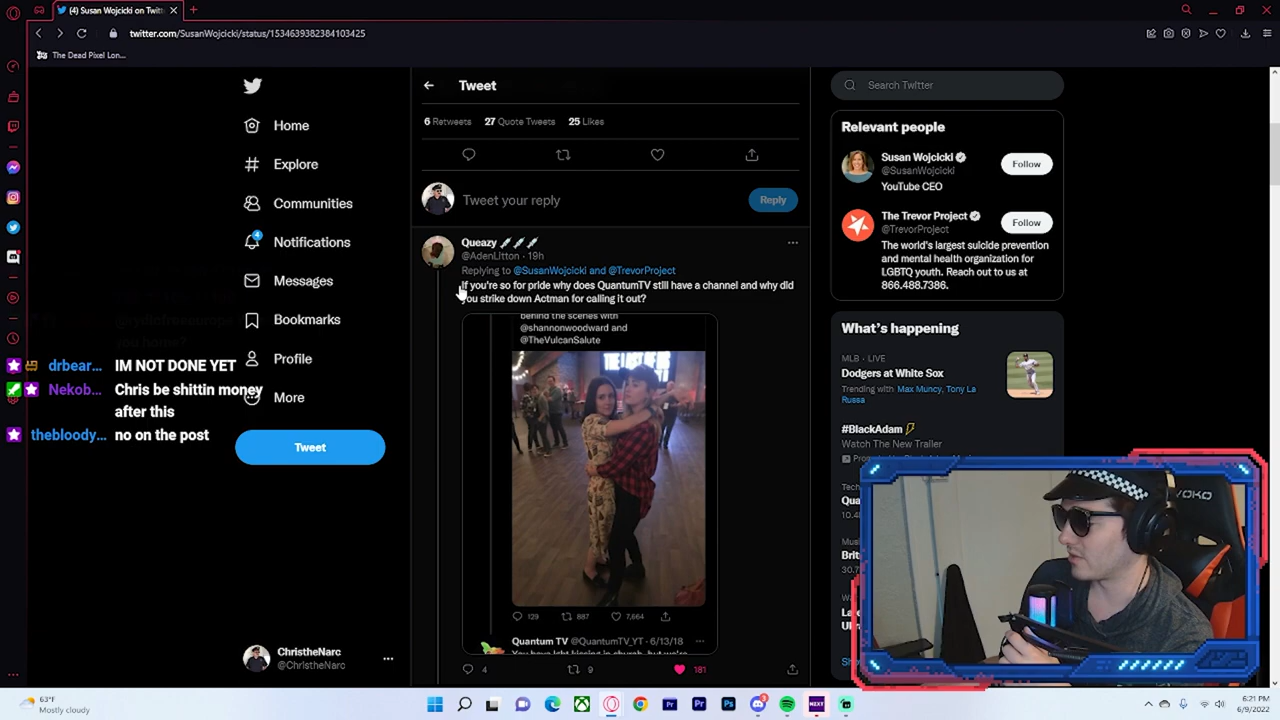 (4) Susan Wojcicki on Twitt
twitter.com/SusanWojcicki/status/1534639382384103425
The Dead Pixel Lon...
Home
Explore
Communities
4
Notifications
Messages
Bookmarks
Profile
More
Tweet
ChristheNarc
@ChristheNarc
drbear... IM NOT DONE YET
Nekob... Chris be shittin money
after this
thebloody... no on the post
Tweet
6 Retweets 27 Quote Tweets 25 Likes
Tweet your reply
Reply
Queazy
@AdenLitton · 19h
Replying to @SusanWojcicki and @TrevorProject
If you're so for pride why does QuantumTV still have a channel and why did
you strike down Actman for calling it out?
behind the scenes with
@shannonwoodward and
@TheVulcanSalute
129 887 7,664
Quantum TV @QuantumTV_YT · 6/13/18
4 9 181
Search Twitter
Relevant people
Susan Wojcicki
@SusanWojcicki
Follow
YouTube CEO
The Trevor Project
@TrevorProject
Follow
The world's largest suicide prevention
and mental health organization for
LGBTQ youth. Reach out to us at
866.488.7386.
What's happening
MLB · LIVE
Dodgers at White Sox
Trending with Max Muncy, Tony La
Russa
#BlackAdam
Watch The New Trailer
YOKO
63°F
Mostly cloudy
NEXT
6:21 PM
6/9/2022